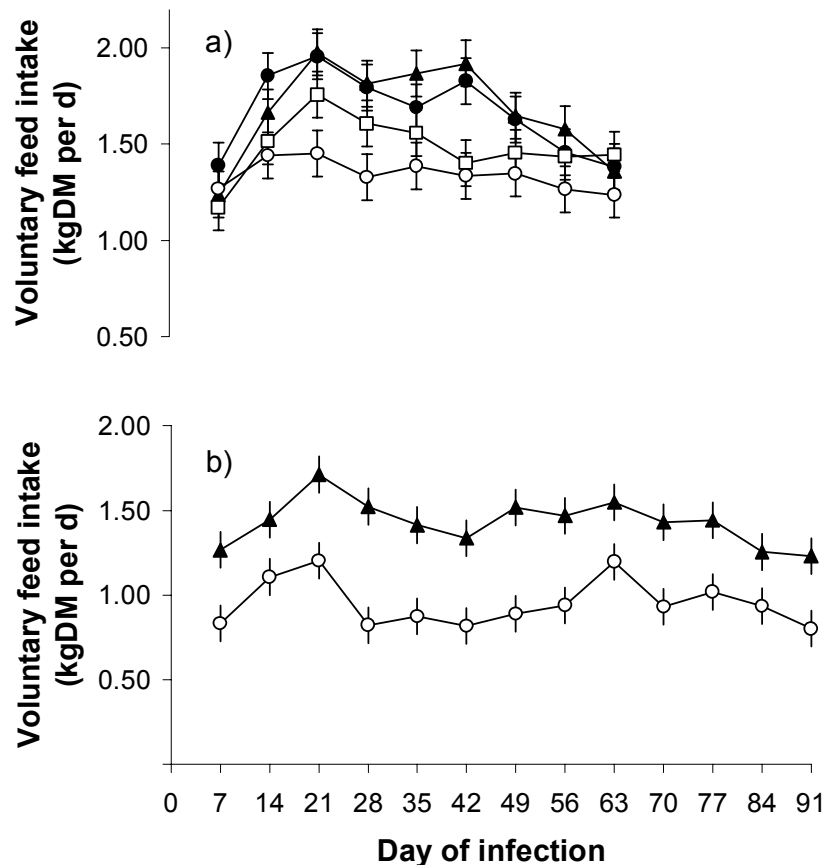 a)
Voluntary feed intake
(kgDM per d)
2.00
1.50
1.00
0.50
b)
Voluntary feed intake
(kgDM per d)
2.00
1.50
1.00
0.50
0 7 14 21 28 35 42 49 56 63 70 77 84 91
Day of infection